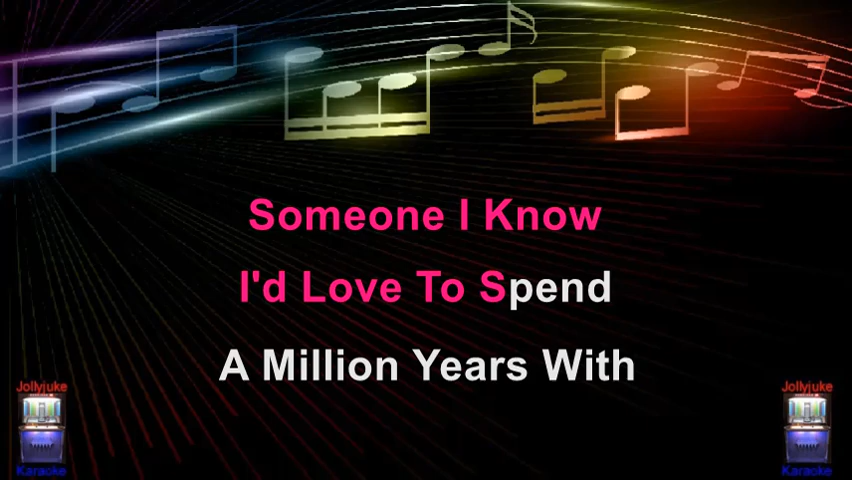 Someone I Know
I'd Love To Spend
A Million Years With
Jollyjuke
Karaoke
Jollyjuke
Karaoke